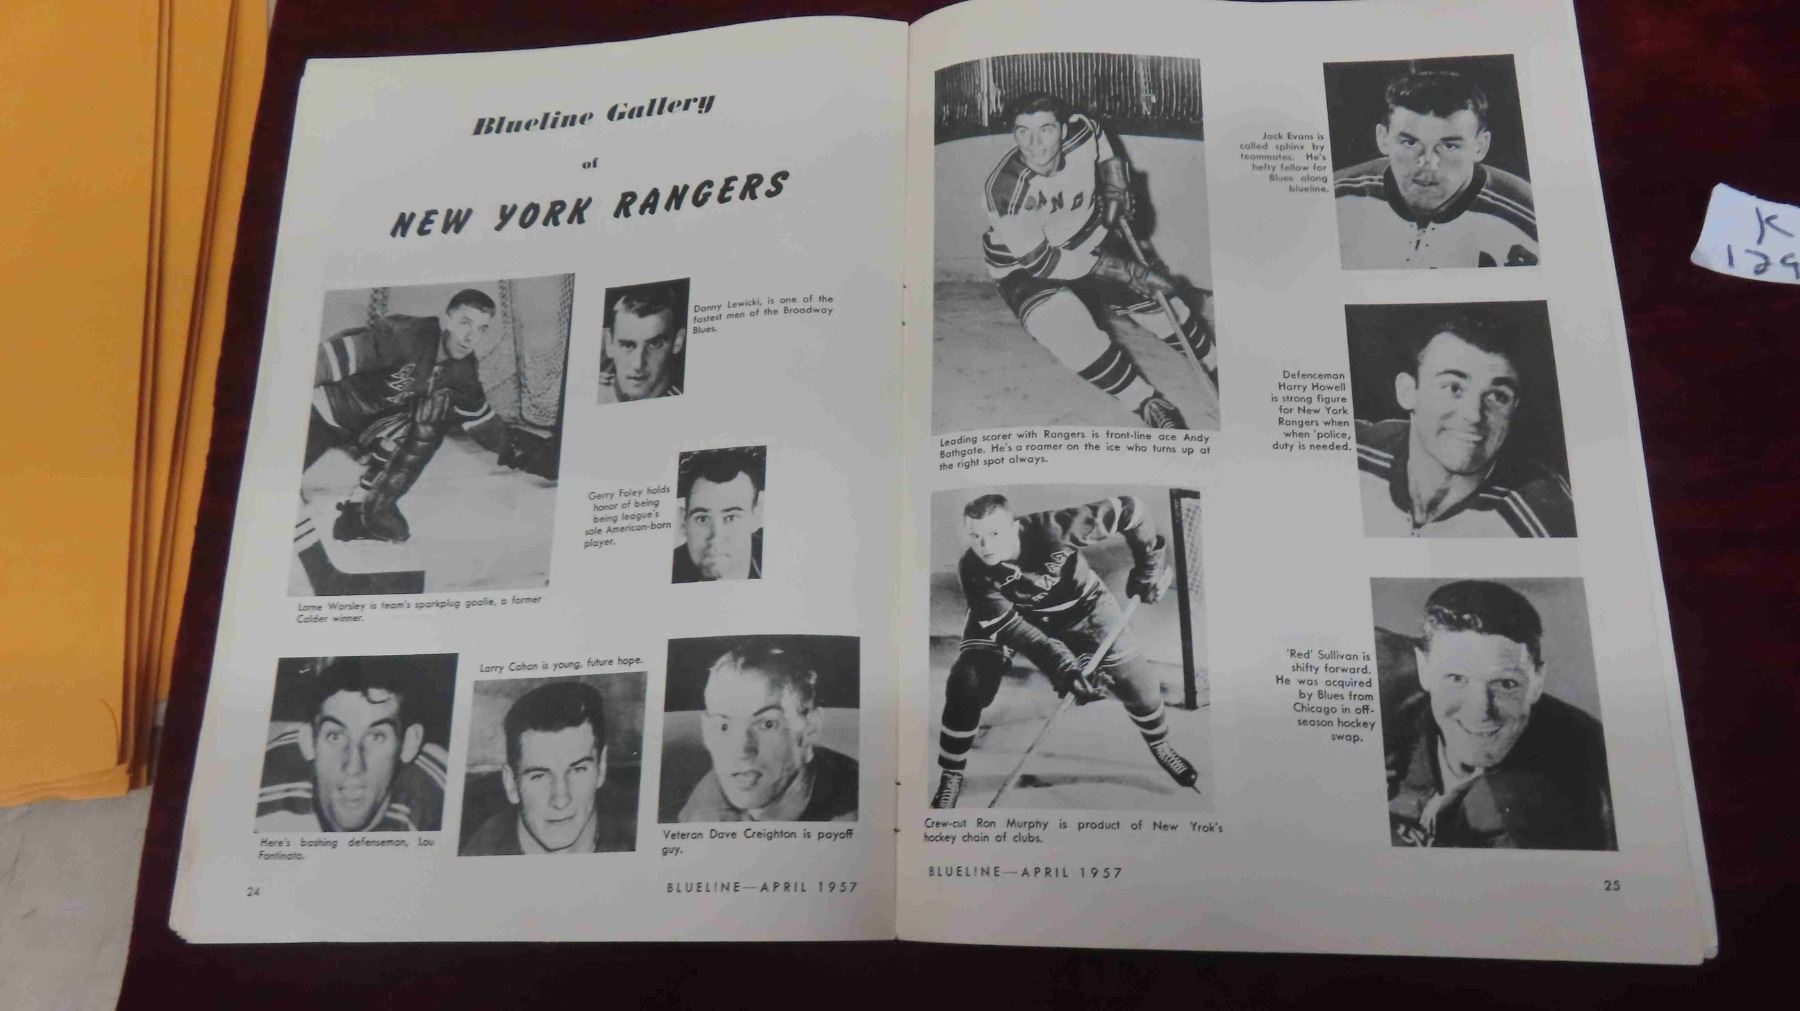 Blueline Gallery
of
NEW YORK RANGERS
Danny Lewicki, is one of the
fastest men of the Broadway
Blues.
Gerry Foley holds
honor of being
being league's
sole American-born
player.
Lorne Worsley is team's sparkplug goalie, a former
Calder winner.
Larry Cahan is young, future hope.
Here's bashing defenseman, Lou
Fontinato.
Veteran Dave Creighton is payoff
guy.
24
BLUELINE—APRIL 1957
RANG
Jack Evans is
called sphinx by
teammates. He's
hefty fellow for
Blues along
blueline.
Leading scorer with Rangers is front-line ace Andy
Bathgate. He's a roamer on the ice who turns up at
the right spot always.
Defenceman
Harry Howell
is strong figure
for New York
Rangers when
when 'police,
duty is needed.
'Red' Sullivan is
shifty forward.
He was acquired
by Blues from
Chicago in off-
season hockey
swap.
Crew-cut Ron Murphy is product of New Yrok's
hockey chain of clubs.
BLUELINE—APRIL 1957
25
K
129